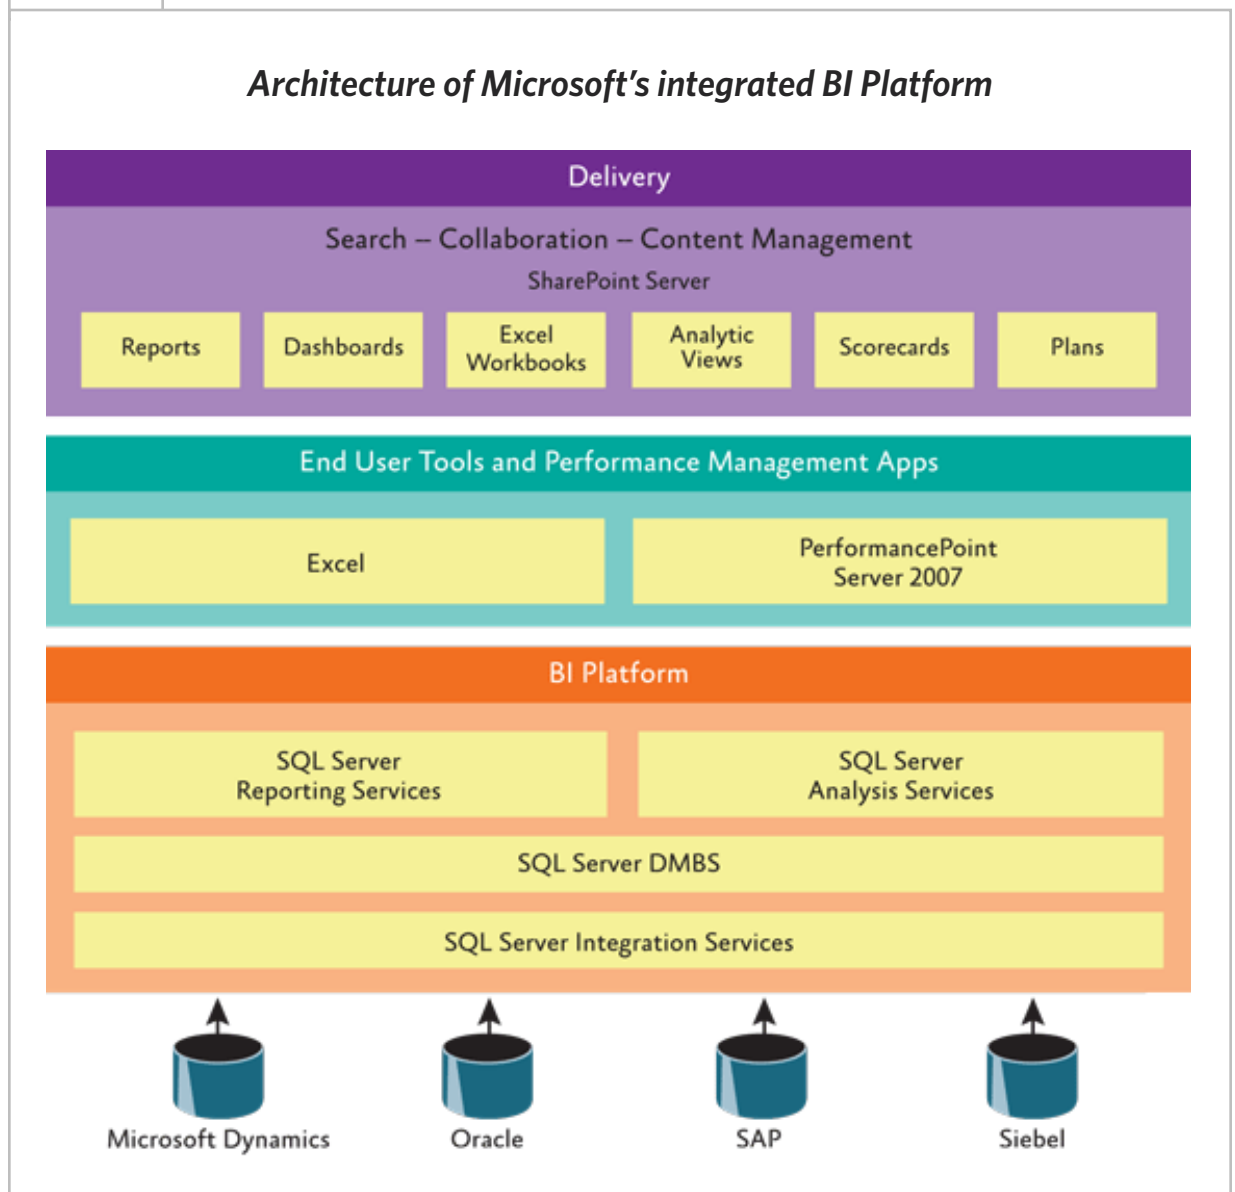 Architecture of Microsoft's integrated BI Platform
Delivery
Search – Collaboration – Content Management
SharePoint Server
Reports
Dashboards
Excel
Workbooks
Analytic
Views
Scorecards
Plans
End User Tools and Performance Management Apps
Excel
PerformancePoint
Server 2007
BI Platform
SQL Server
Reporting Services
SQL Server
Analysis Services
SQL Server DMBS
SQL Server Integration Services
Microsoft Dynamics
Oracle
SAP
Siebel